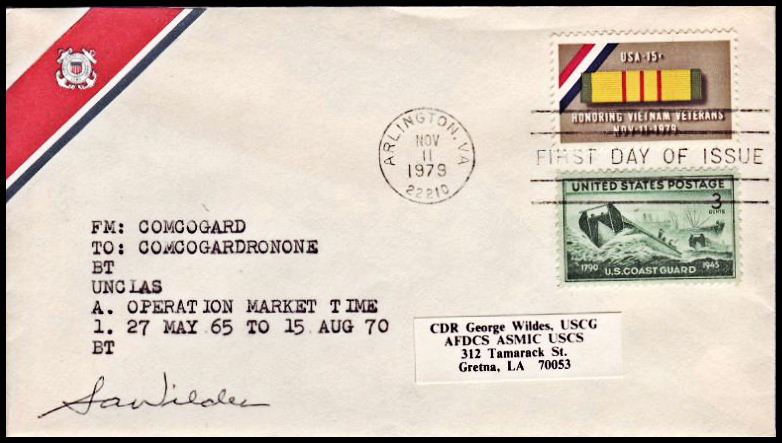 USA·15c
HONORING VIETNAM VETERANS
NOV·11·1979
ARLINGTON, VA
NOV
11
1979
22210
FIRST DAY OF ISSUE
UNITED STATES POSTAGE
3
CENTS
1790
1945
U.S. COAST GUARD
FM: COMCOGARD
TO: COMCOGARDRONONE
BT
UNCLAS
A. OPERATION MARKET TIME
1. 27 MAY 65 TO 15 AUG 70
BT
CDR George Wildes, USCG
AFDCS ASMIC USCS
312 Tamarack St.
Gretna, LA 70053